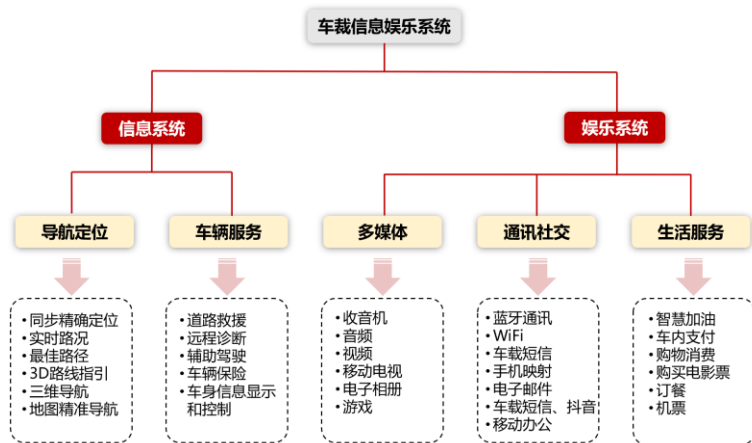 车裁信息娱乐系统
信息系统
娱乐系统
导航定位
车辆服务
多媒体
通讯社交
生活服务
•同步精确定位
•实时路况
•最佳路径
•3D路线指引
•三维导航
•地图精准导航
•道路救援
•远程诊断
•辅助驾驶
•车辆保险
•车身信息显示
和控制
•收音机
•音频
•视频
•移动电视
•电子相册
•游戏
•蓝牙通讯
•WiFi
•车载短信
•手机映射
•电子邮件
•车载短信、抖音
•移动办公
•智慧加油
•车内支付
•购物消费
•购买电影票
•订餐
•机票